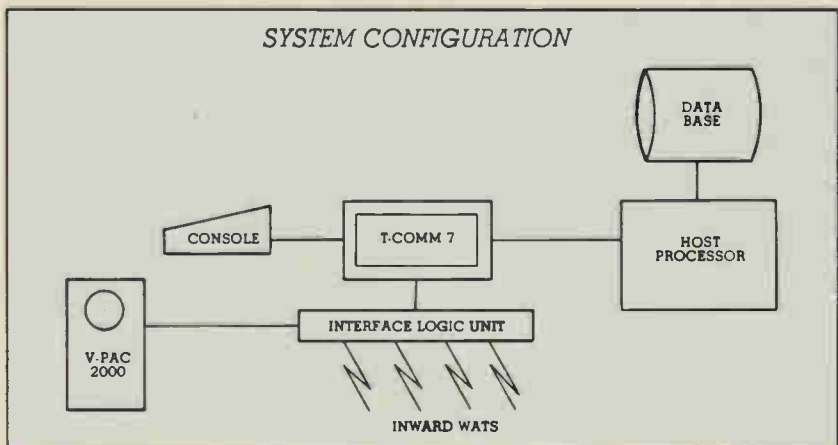 SYSTEM CONFIGURATION
DATA
BASE
CONSOLE
T-COMM 7
HOST
PROCESSOR
V-PAC
2000
INTERFACE LOGIC UNIT
INWARD WATS